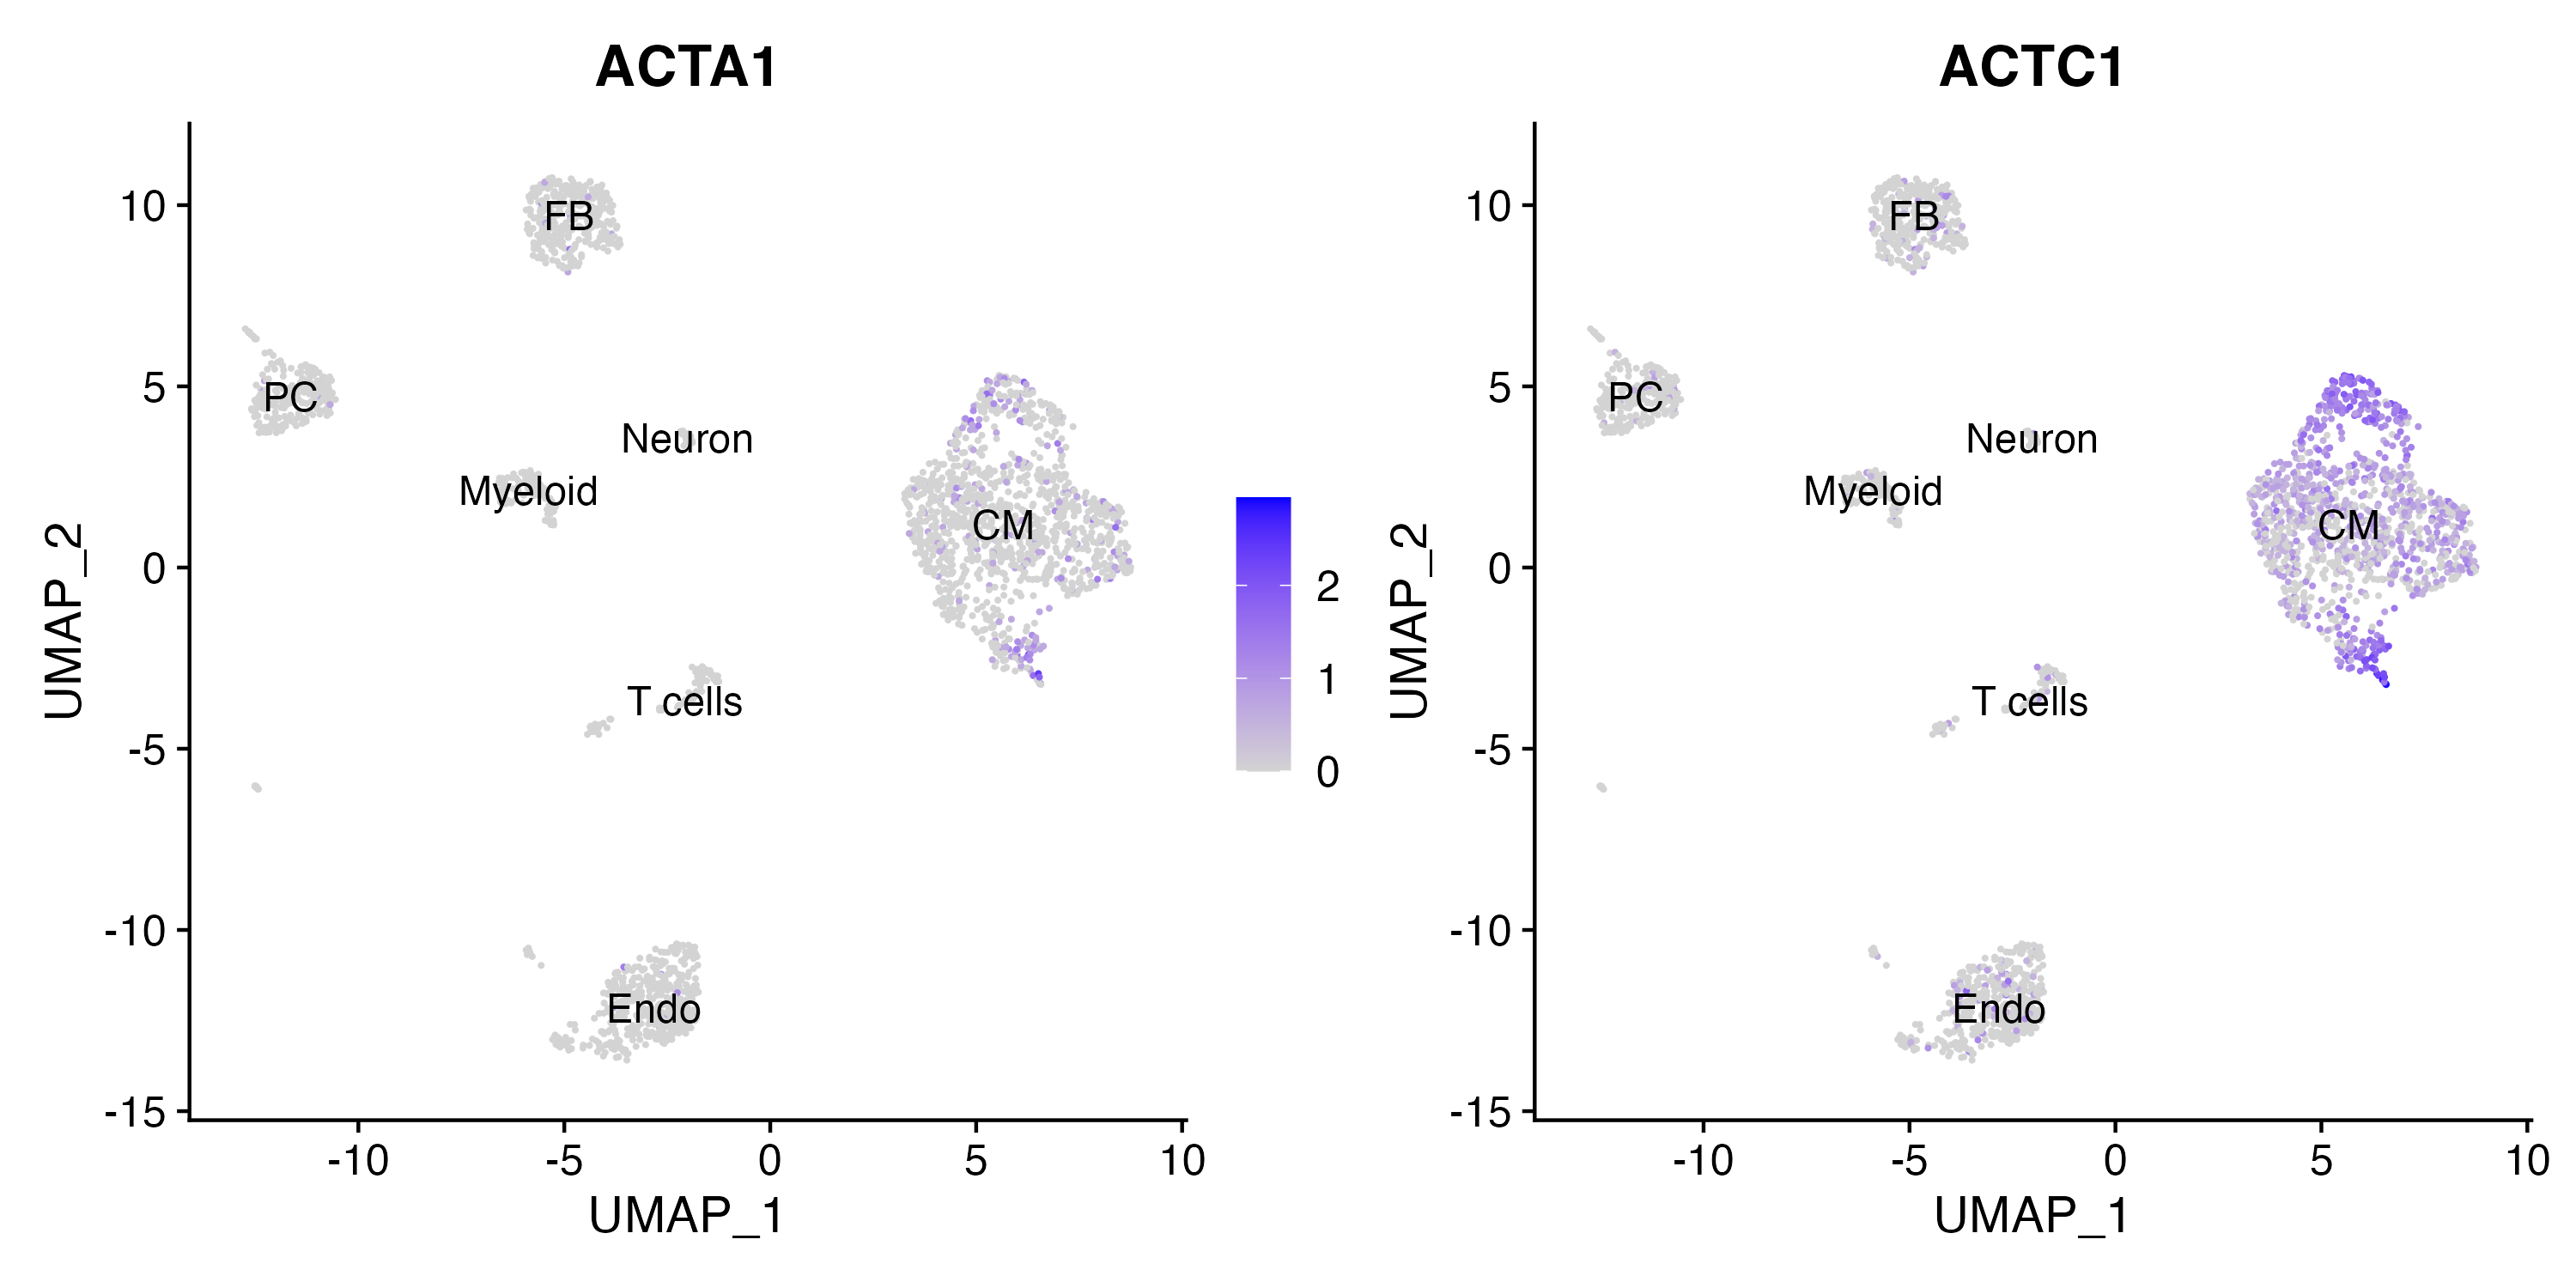 ACTA1
10
5
0
-5
-10
-15
UMAP_2
FB
PC
Neuron
Myeloid
CM
T cells
Endo
-10 -5 0 5 10
UMAP_1
2
1
0
ACTC1
10
5
0
-5
-10
-15
UMAP_2
FB
PC
Neuron
Myeloid
CM
T cells
Endo
-10 -5 0 5 10
UMAP_1